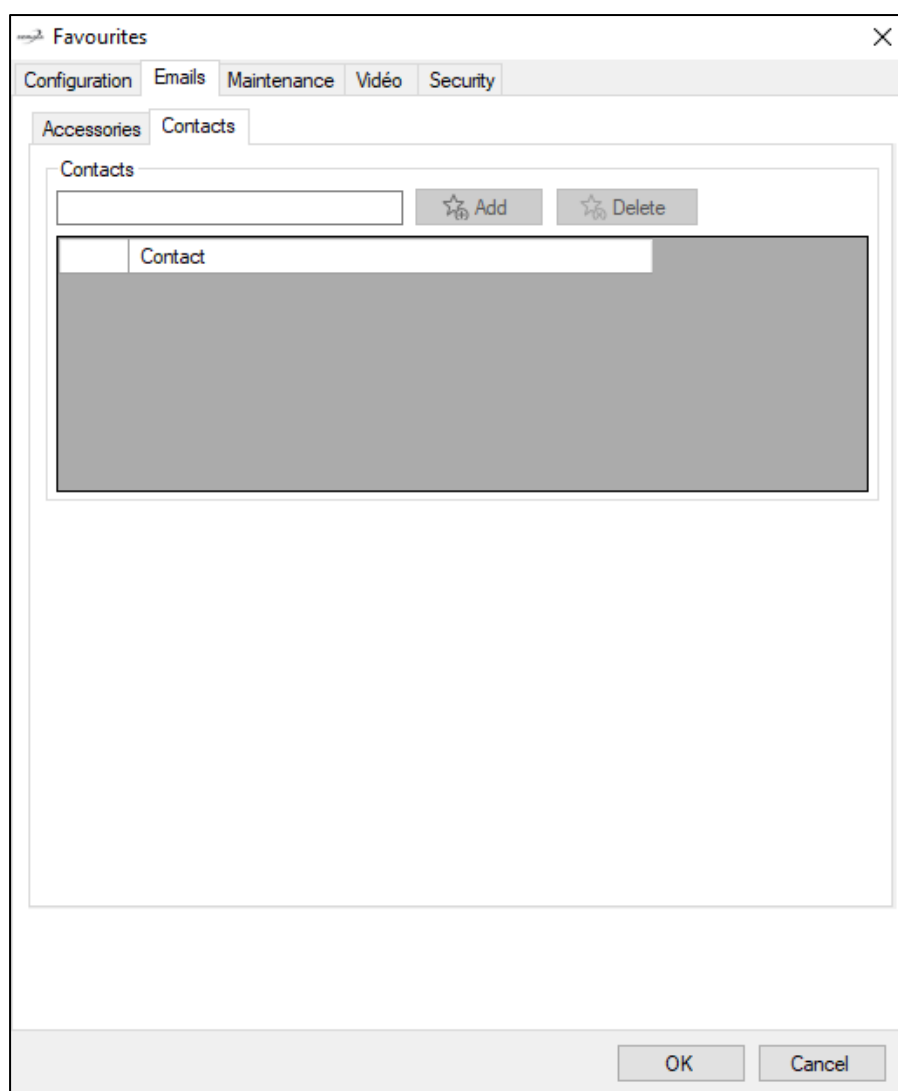 Favourites
Configuration Emails Maintenance Vidéo Security
Accessories Contacts
Contacts
Add Delete
Contact
OK Cancel